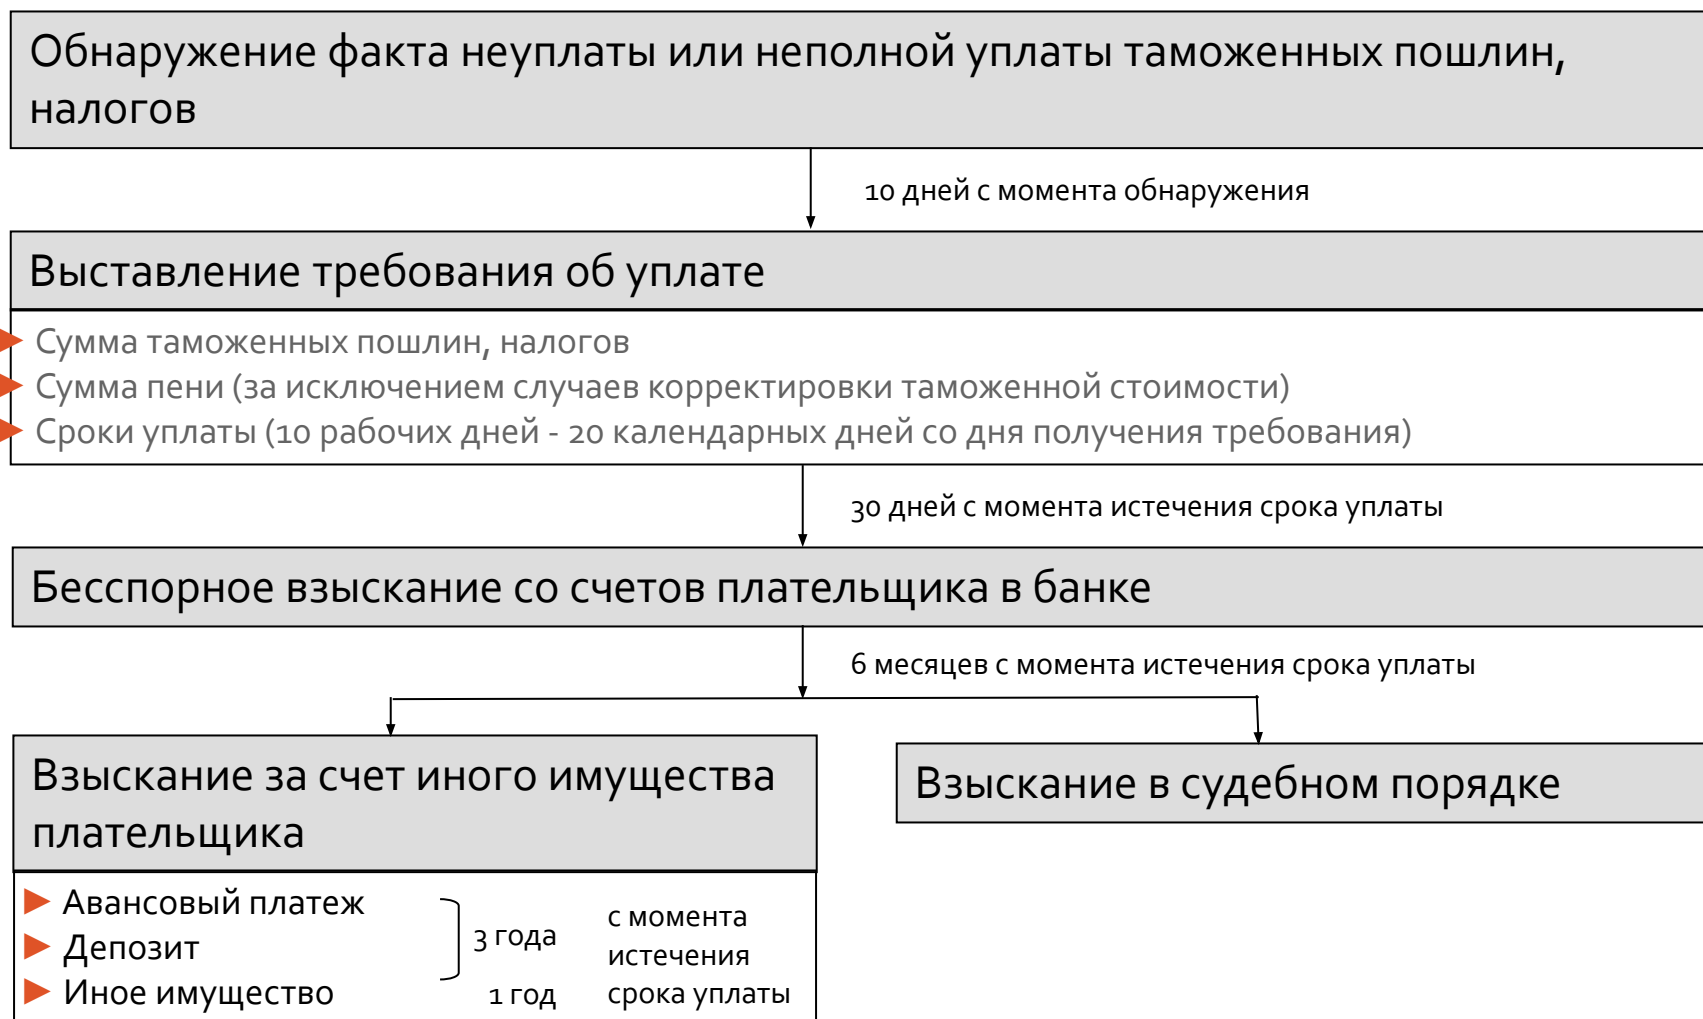 Обнаружение факта неуплаты или неполной уплаты таможенных пошлин,
налогов
10 дней с момента обнаружения
Выставление требования об уплате
Сумма таможенных пошлин, налогов
Сумма пени (за исключением случаев корректировки таможенной стоимости)
Сроки уплаты (10 рабочих дней - 20 календарных дней со дня получения требования)
30 дней с момента истечения срока уплаты
Бесспорное взыскание со счетов плательщика в банке
6 месяцев с момента истечения срока уплаты
Взыскание за счет иного имущества
плательщика
Авансовый платеж
Депозит
Иное имущество
3 года
1 год
с момента
истечения
срока уплаты
Взыскание в судебном порядке